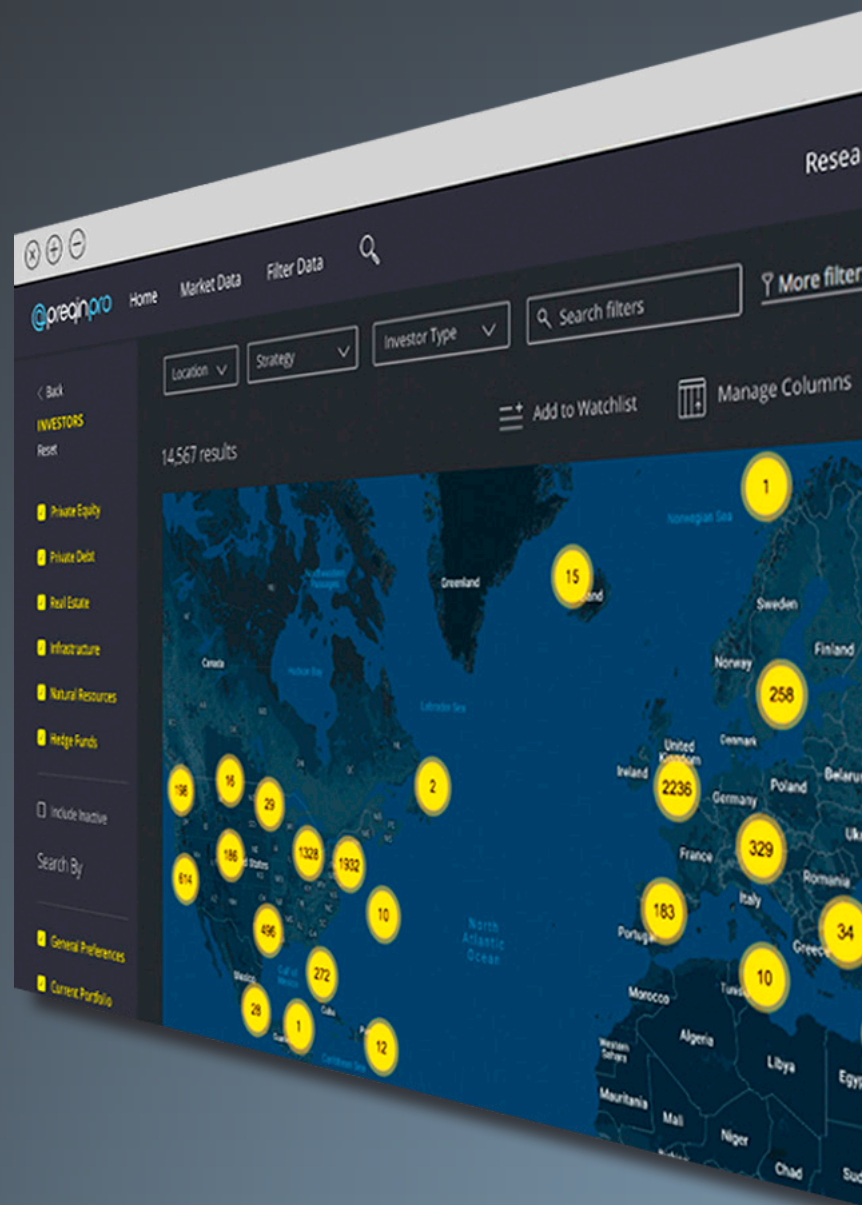 Resea
@preqinpro
Home
Market Data
Filter Data
Location
Strategy
Investor Type
Search filters
More filter
Back
INVESTORS
Reset
14,567 results
Add to Watchlist
Manage Columns
Private Equity
Private Debt
Real Estate
Infrastructure
Natural Resources
Hedge Funds
Include Inactive
Search By
General Preferences
Current Portfolio
1
Norwegian Sea
15
Greenland
Sweden
Finland
Norway
Canada
Hudson Bay
Labrador Sea
258
Denmark
United
Kingdom
Ireland
2236
Poland
Belaru
Germany
198
16
29
2
Uk
France
329
Romania
186
1328
1932
614
States
10
Italy
183
Portuga
34
Greece
496
North
Atlantic
Ocean
272
10
Tunis
Mexico
Gulf of
Mexico
Cuba
28
1
12
Caribbean Sea
Morocco
Algeria
Libya
Egyp
Western
Sahara
Mauritania
Mali
Niger
Chad
Sud